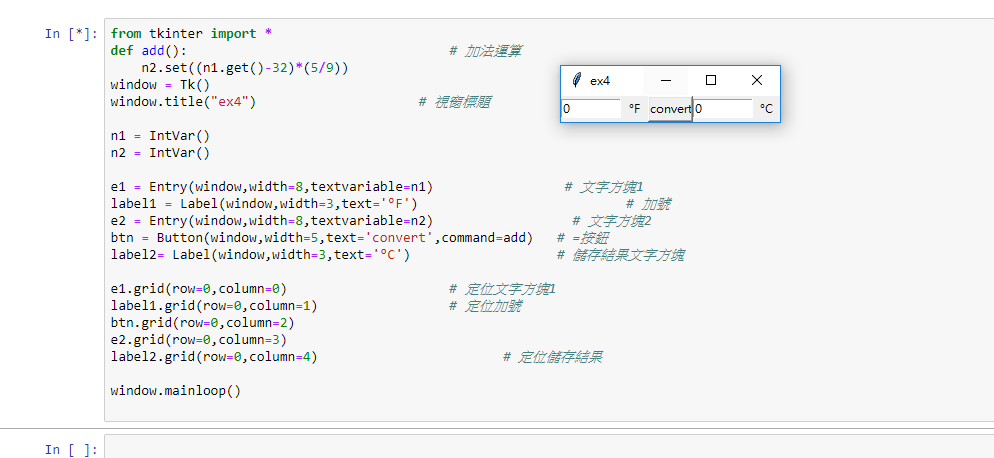 In [*]:
from tkinter import *
def add():                                  # 加法運算
    n2.set((n1.get()-32)*(5/9))
window = Tk()
window.title("ex4")                     # 視窗標題
n1 = IntVar()
n2 = IntVar()
e1 = Entry(window,width=8,textvariable=n1)                 # 文字方塊1
label1 = Label(window,width=3,text='ºF')                           # 加號
e2 = Entry(window,width=8,textvariable=n2)                  # 文字方塊2
btn = Button(window,width=5,text='convert',command=add)   # =按鈕
label2= Label(window,width=3,text='ºC')                   # 儲存結果文字方塊
e1.grid(row=0,column=0)                     # 定位文字方塊1
label1.grid(row=0,column=1)                 # 定位加號
btn.grid(row=0,column=2)
e2.grid(row=0,column=3)
label2.grid(row=0,column=4)                        # 定位儲存結果
window.mainloop()
ex4
0 ºF convert 0 ºC
In [ ]: